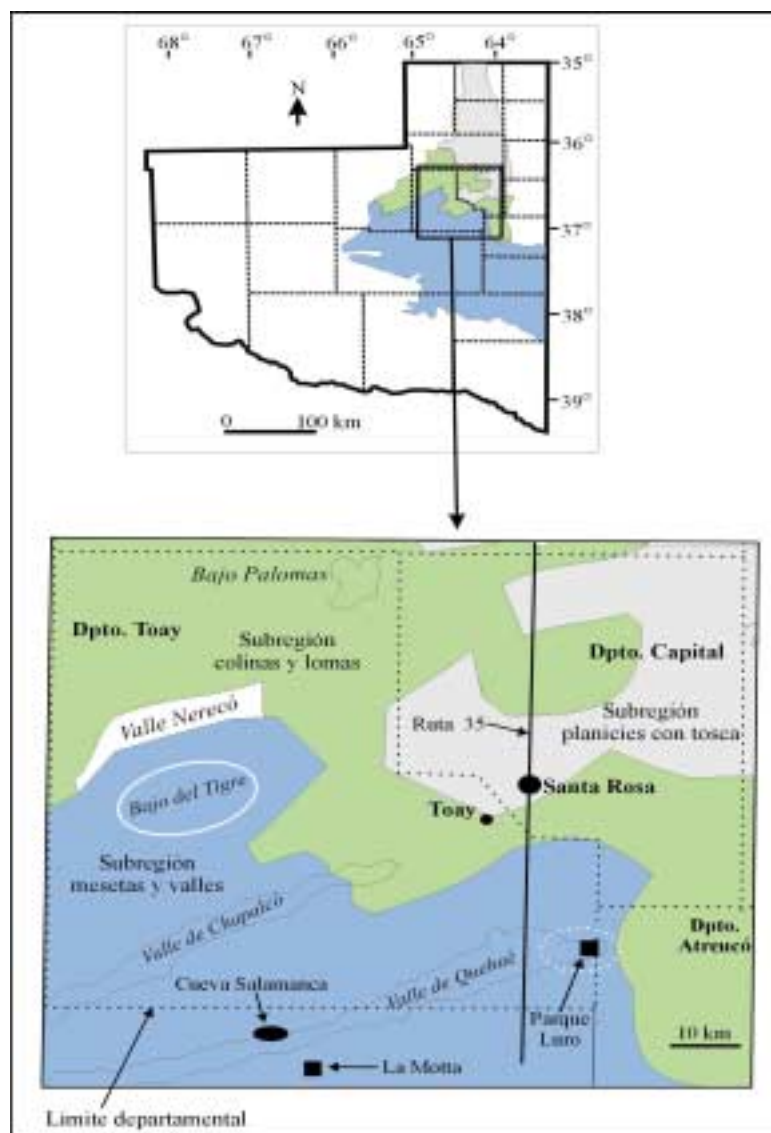 68° 67° 66° 65° 64°
35°
N
36°
37°
38°
39°
0 100 km
Bajo Palomas
Dpto. Toay
Subregión
colinas y lomas
Dpto. Capital
Valle Nerecó
Ruta 35
Subregión
planicies con tosca
Bajo del Tigre
Santa Rosa
Toay
Subregión
mesetas y valles
Valle de Chapalcó
Dpto.
Atreucó
Valle de Quehué
Cueva Salamanca
Parque
Luro
10 km
La Motta
Límite departamental